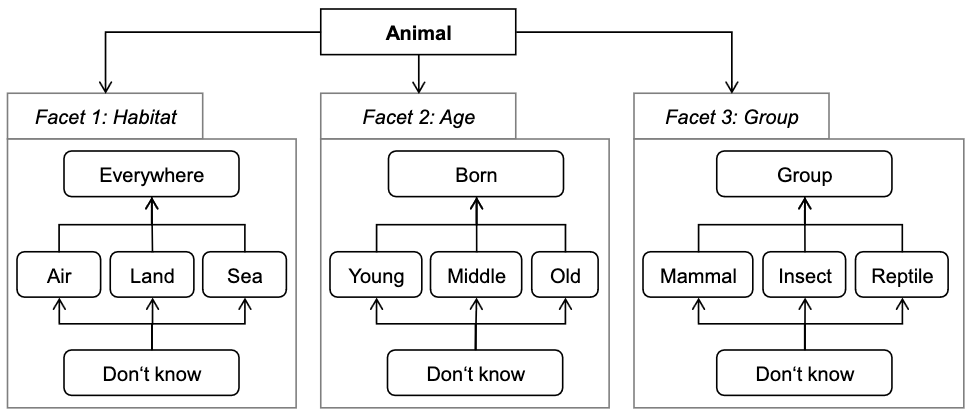 Animal
Facet 1: Habitat
Everywhere
Air
Land
Sea
Don‘t know
Facet 2: Age
Born
Young
Middle
Old
Don‘t know
Facet 3: Group
Group
Mammal
Insect
Reptile
Don‘t know